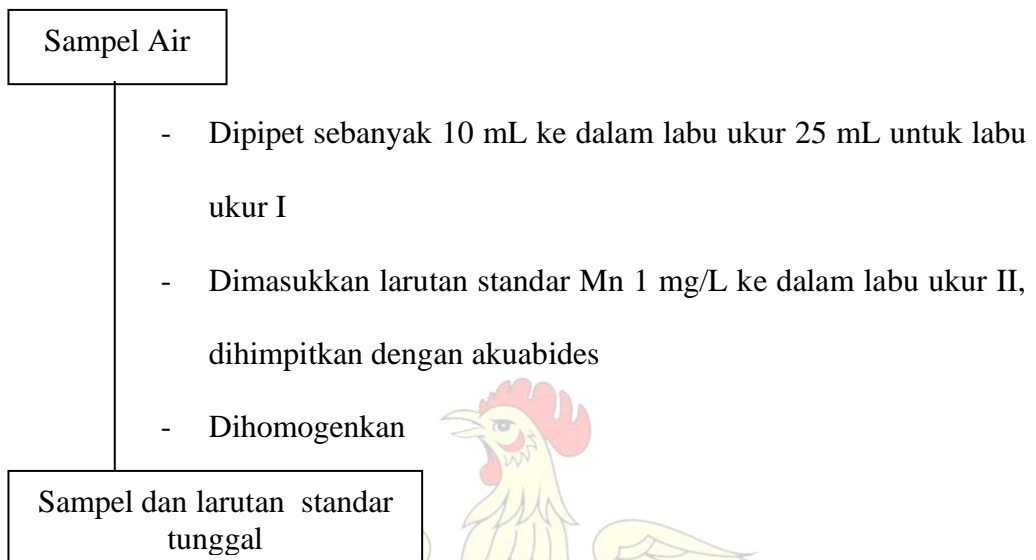 Sampel Air
- Dipipet sebanyak 10 mL ke dalam labu ukur 25 mL untuk labu
ukur I
- Dimasukkan larutan standar Mn 1 mg/L ke dalam labu ukur II,
dihimpitkan dengan akuabides
- Dihomogenkan
Sampel dan larutan standar
tunggal